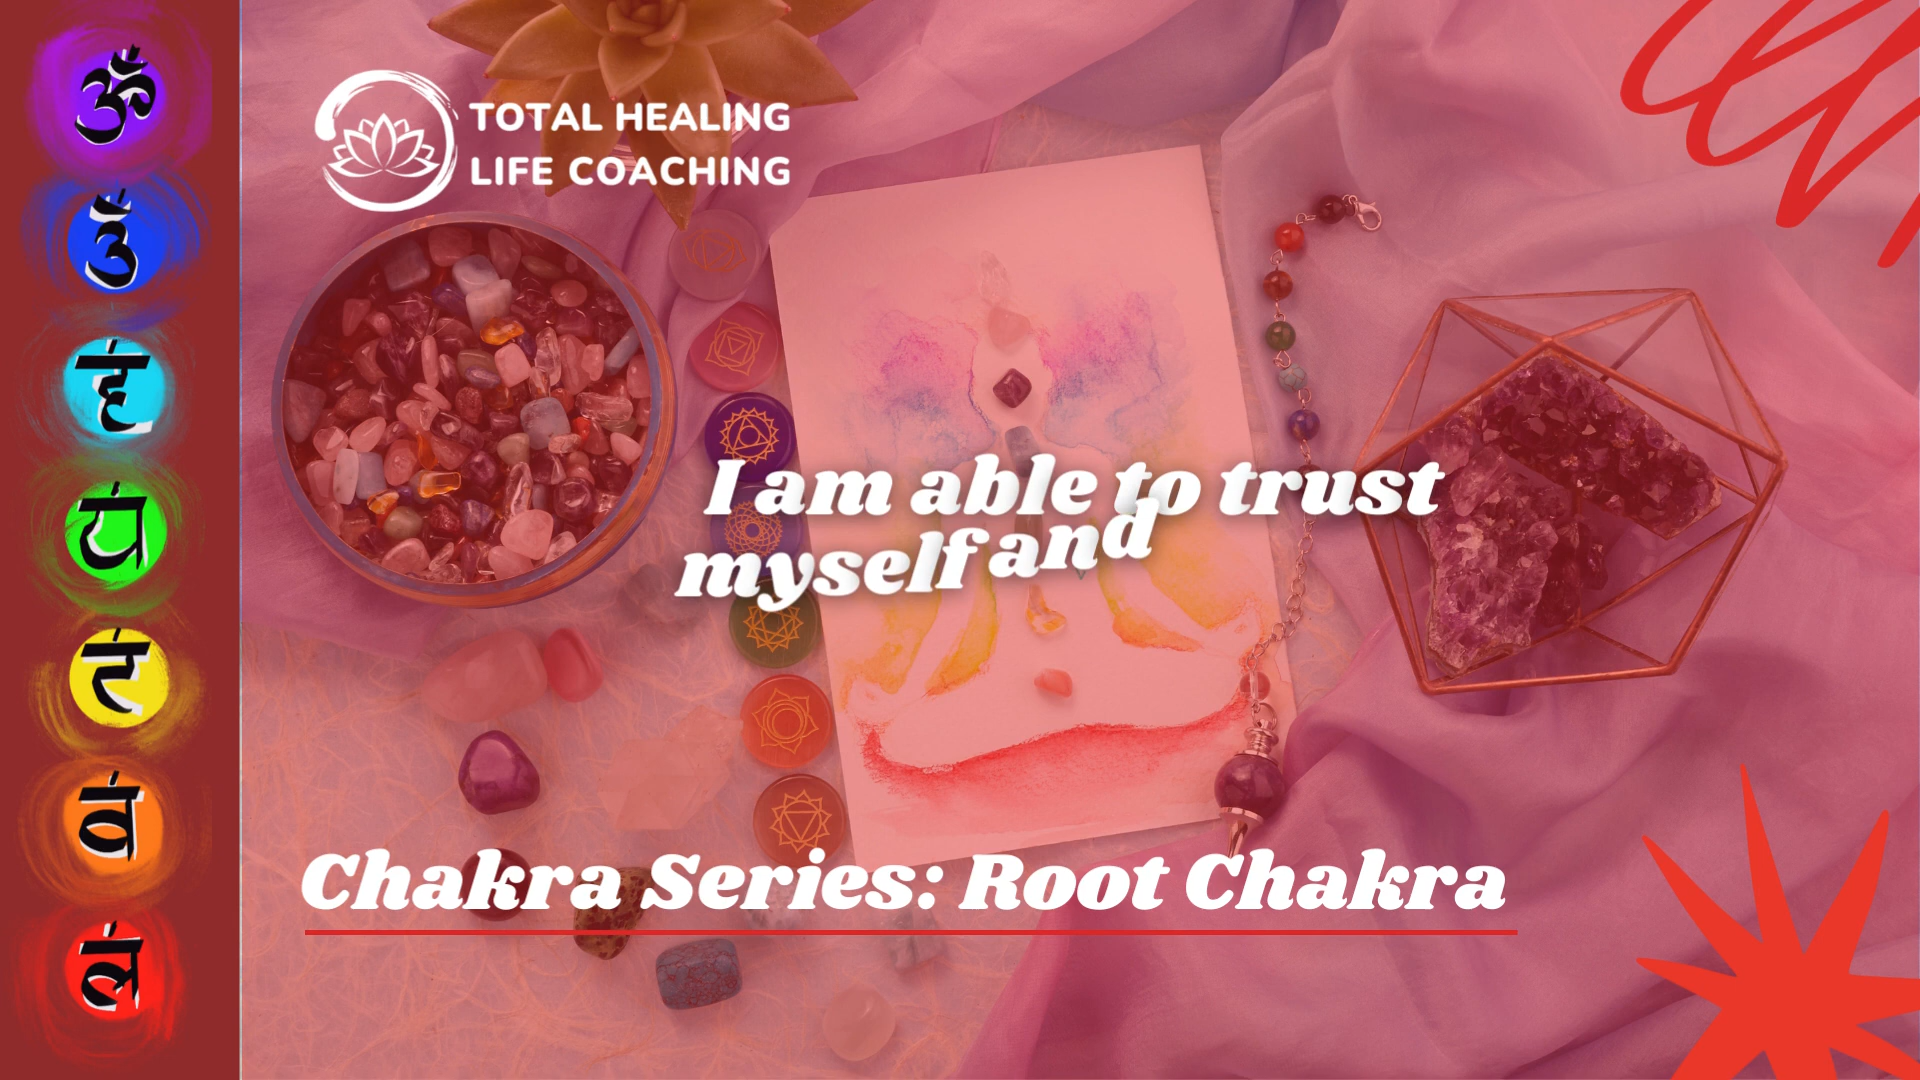 ॐ
ॐ
हं
यं
रं
वं
लं
TOTAL HEALING
LIFE COACHING
I am able to trust
myself and
Chakra Series: Root Chakra